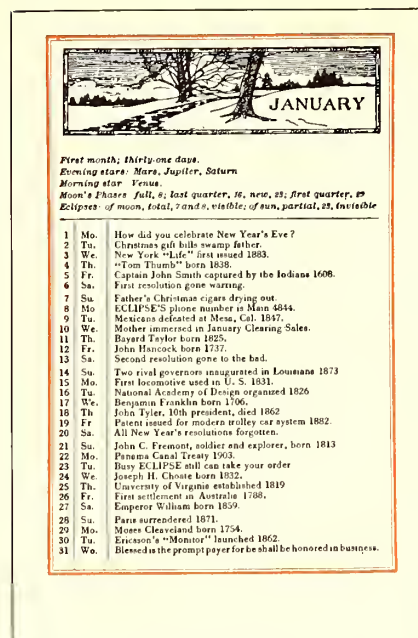 JANUARY
First month; thirty-one days.
Evening stars: Mars, Jupiter, Saturn
Morning star Venus.
Moon's Phases full, 8; last quarter, 16, new, 23; first quarter, 29
Eclipses: of moon, total, 7 and 8, visible; of sun, partial, 23, invisible
1 Mo. How did you celebrate New Year's Eve?
2 Tu. Christmas gift bills swamp father.
3 We. New York "Life" first issued 1883.
4 Th. "Tom Thumb" born 1838.
5 Fr. Captain John Smith captured by the Indians 1608.
6 Sa. First resolution gone warring.
7 Su. Father's Christmas cigars drying out.
8 Mo ECLIPSE'S phone number is Main 4844.
9 Tu. Mexicans defeated at Mesa, Cal. 1847.
10 We. Mother immersed in January Clearing Sales.
11 Th. Bayard Taylor born 1825.
12 Fr. John Hancock born 1737.
13 Sa. Second resolution gone to the bad.
14 Su. Two rival governors inaugurated in Louisiana 1873
15 Mo. First locomotive used in U. S. 1831.
16 Tu. National Academy of Design organized 1826
17 We. Benjamin Franklin born 1706.
18 Th John Tyler, 10th president, died 1862
19 Fr Patent issued for modern trolley car system 1882.
20 Sa. All New Year's resolutions forgotten.
21 Su. John C. Fremont, soldier and explorer, born 1813
22 Mo. Panama Canal Treaty 1903.
23 Tu. Busy ECLIPSE still can take your order
24 We. Joseph H. Choate born 1832.
25 Th. University of Virginia established 1819
26 Fr. First settlement in Australia 1788.
27 Sa. Emperor William born 1859.
28 Su. Paris surrendered 1871.
29 Mo. Moses Cleaveland born 1754.
30 Tu. Ericsson's "Monitor" launched 1862.
31 We. Blessed is the prompt payer for he shall be honored in business.